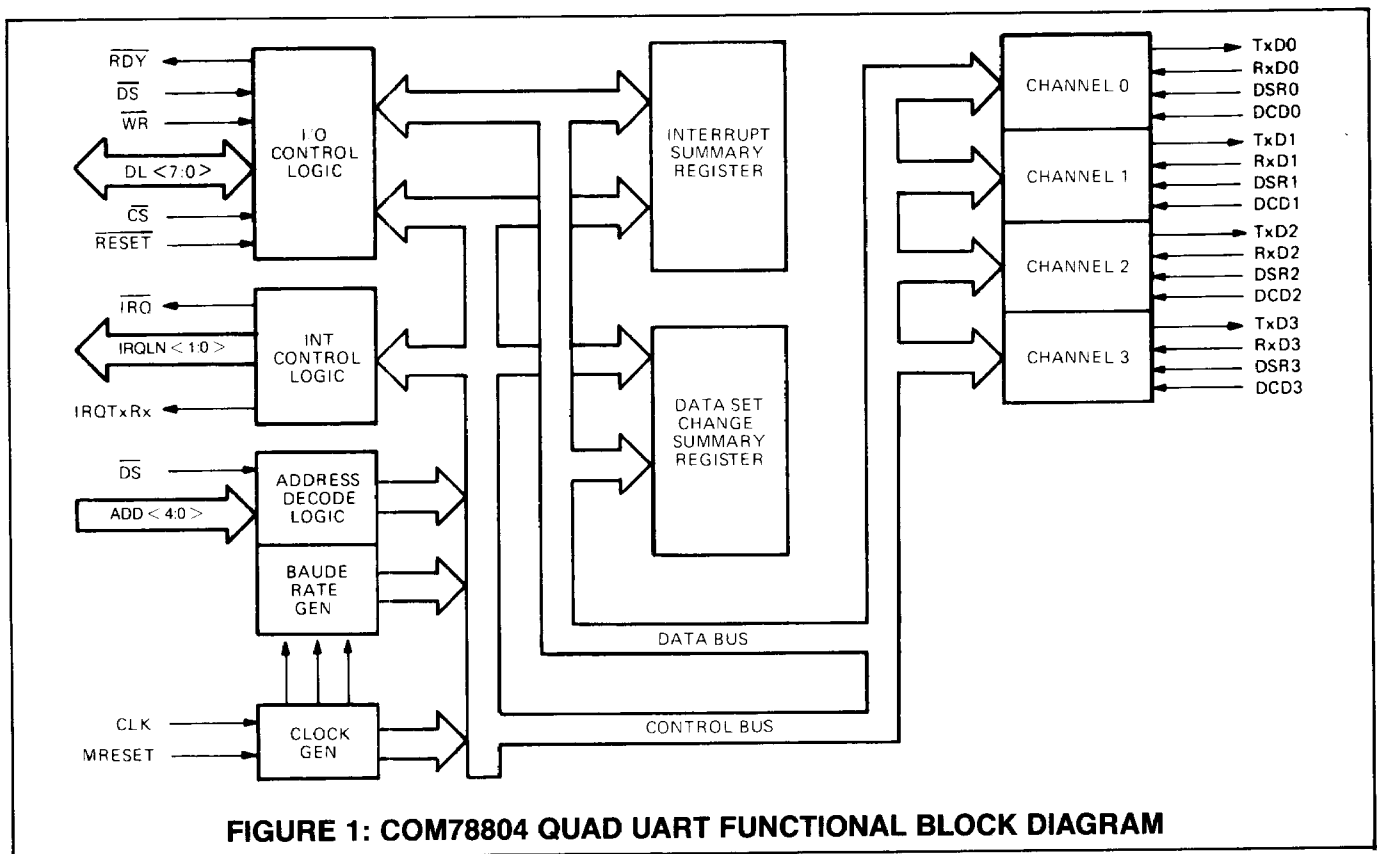 RDY
DS
WR
DL <7:0>
CS
RESET
I/O
CONTROL
LOGIC
IRQ
IRQLN < 1:0 >
IRQTxRx
INT
CONTROL
LOGIC
DS
ADD < 4:0 >
ADDRESS
DECODE
LOGIC
BAUDE
RATE
GEN
CLK
MRESET
CLOCK
GEN
INTERRUPT
SUMMARY
REGISTER
DATA SET
CHANGE
SUMMARY
REGISTER
DATA BUS
CONTROL BUS
CHANNEL 0
CHANNEL 1
CHANNEL 2
CHANNEL 3
TxD0
RxD0
DSR0
DCD0
TxD1
RxD1
DSR1
DCD1
TxD2
RxD2
DSR2
DCD2
TxD3
RxD3
DSR3
DCD3
FIGURE 1: COM78804 QUAD UART FUNCTIONAL BLOCK DIAGRAM